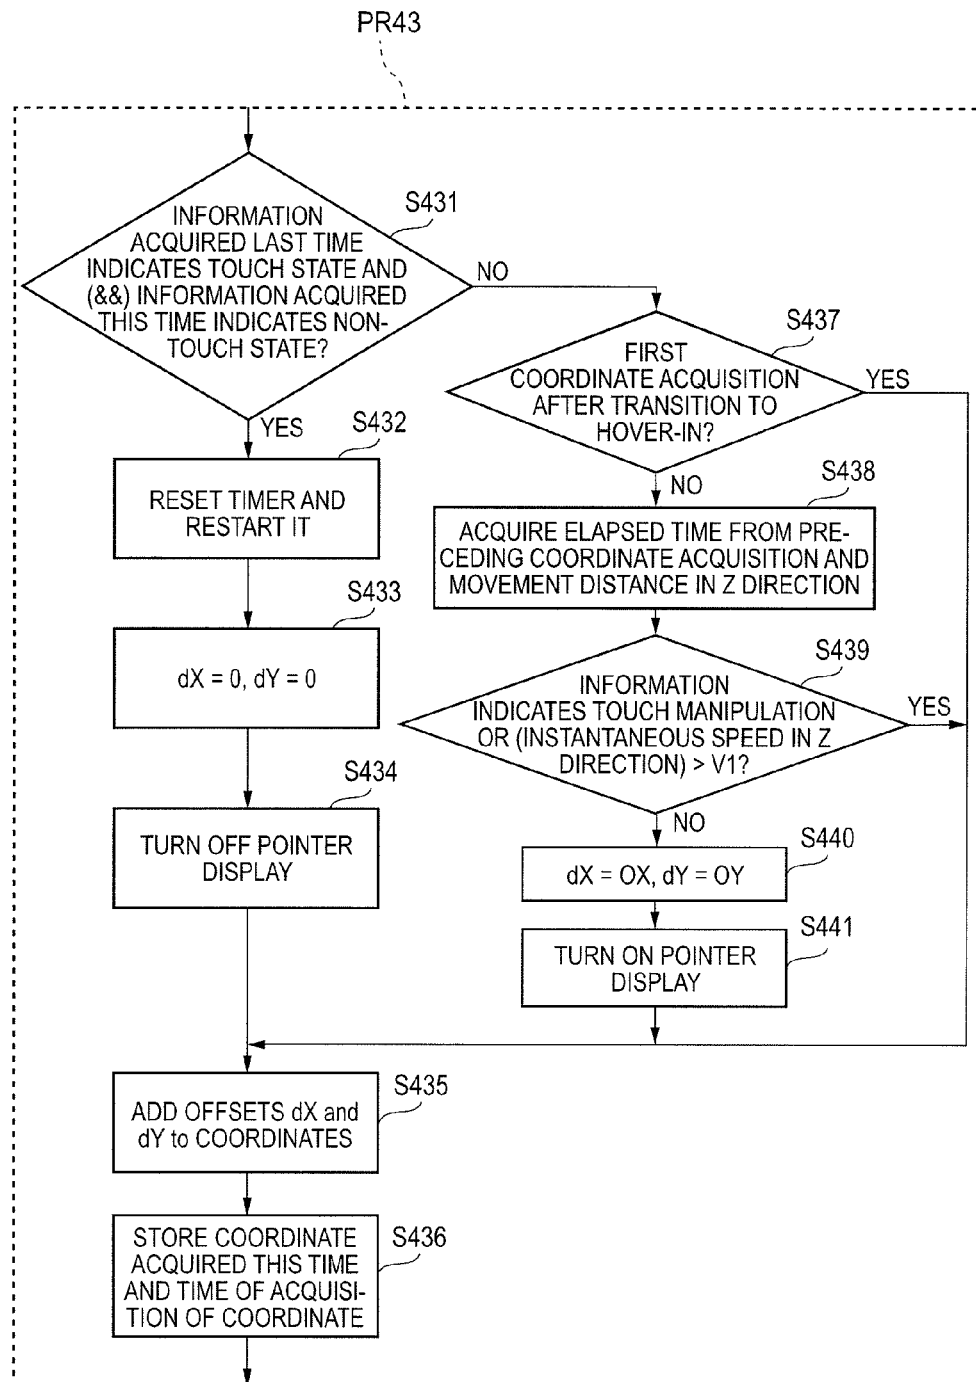 PR43
S431
INFORMATION
ACQUIRED LAST TIME
INDICATES TOUCH STATE AND
(&&) INFORMATION ACQUIRED
THIS TIME INDICATES NON-
TOUCH STATE?
NO
YES
S432
RESET TIMER AND
RESTART IT
S433
dX = 0, dY = 0
S434
TURN OFF POINTER
DISPLAY
S437
FIRST
COORDINATE ACQUISITION
AFTER TRANSITION TO
HOVER-IN?
YES
NO
S438
ACQUIRE ELAPSED TIME FROM PRE-
CEDING COORDINATE ACQUISITION AND
MOVEMENT DISTANCE IN Z DIRECTION
S439
INFORMATION
INDICATES TOUCH MANIPULATION
OR (INSTANTANEOUS SPEED IN Z
DIRECTION) > V1?
YES
NO
S440
dX = OX, dY = OY
S441
TURN ON POINTER
DISPLAY
S435
ADD OFFSETS dX and
dY to COORDINATES
S436
STORE COORDINATE
ACQUIRED THIS TIME
AND TIME OF ACQUISI-
TION OF COORDINATE